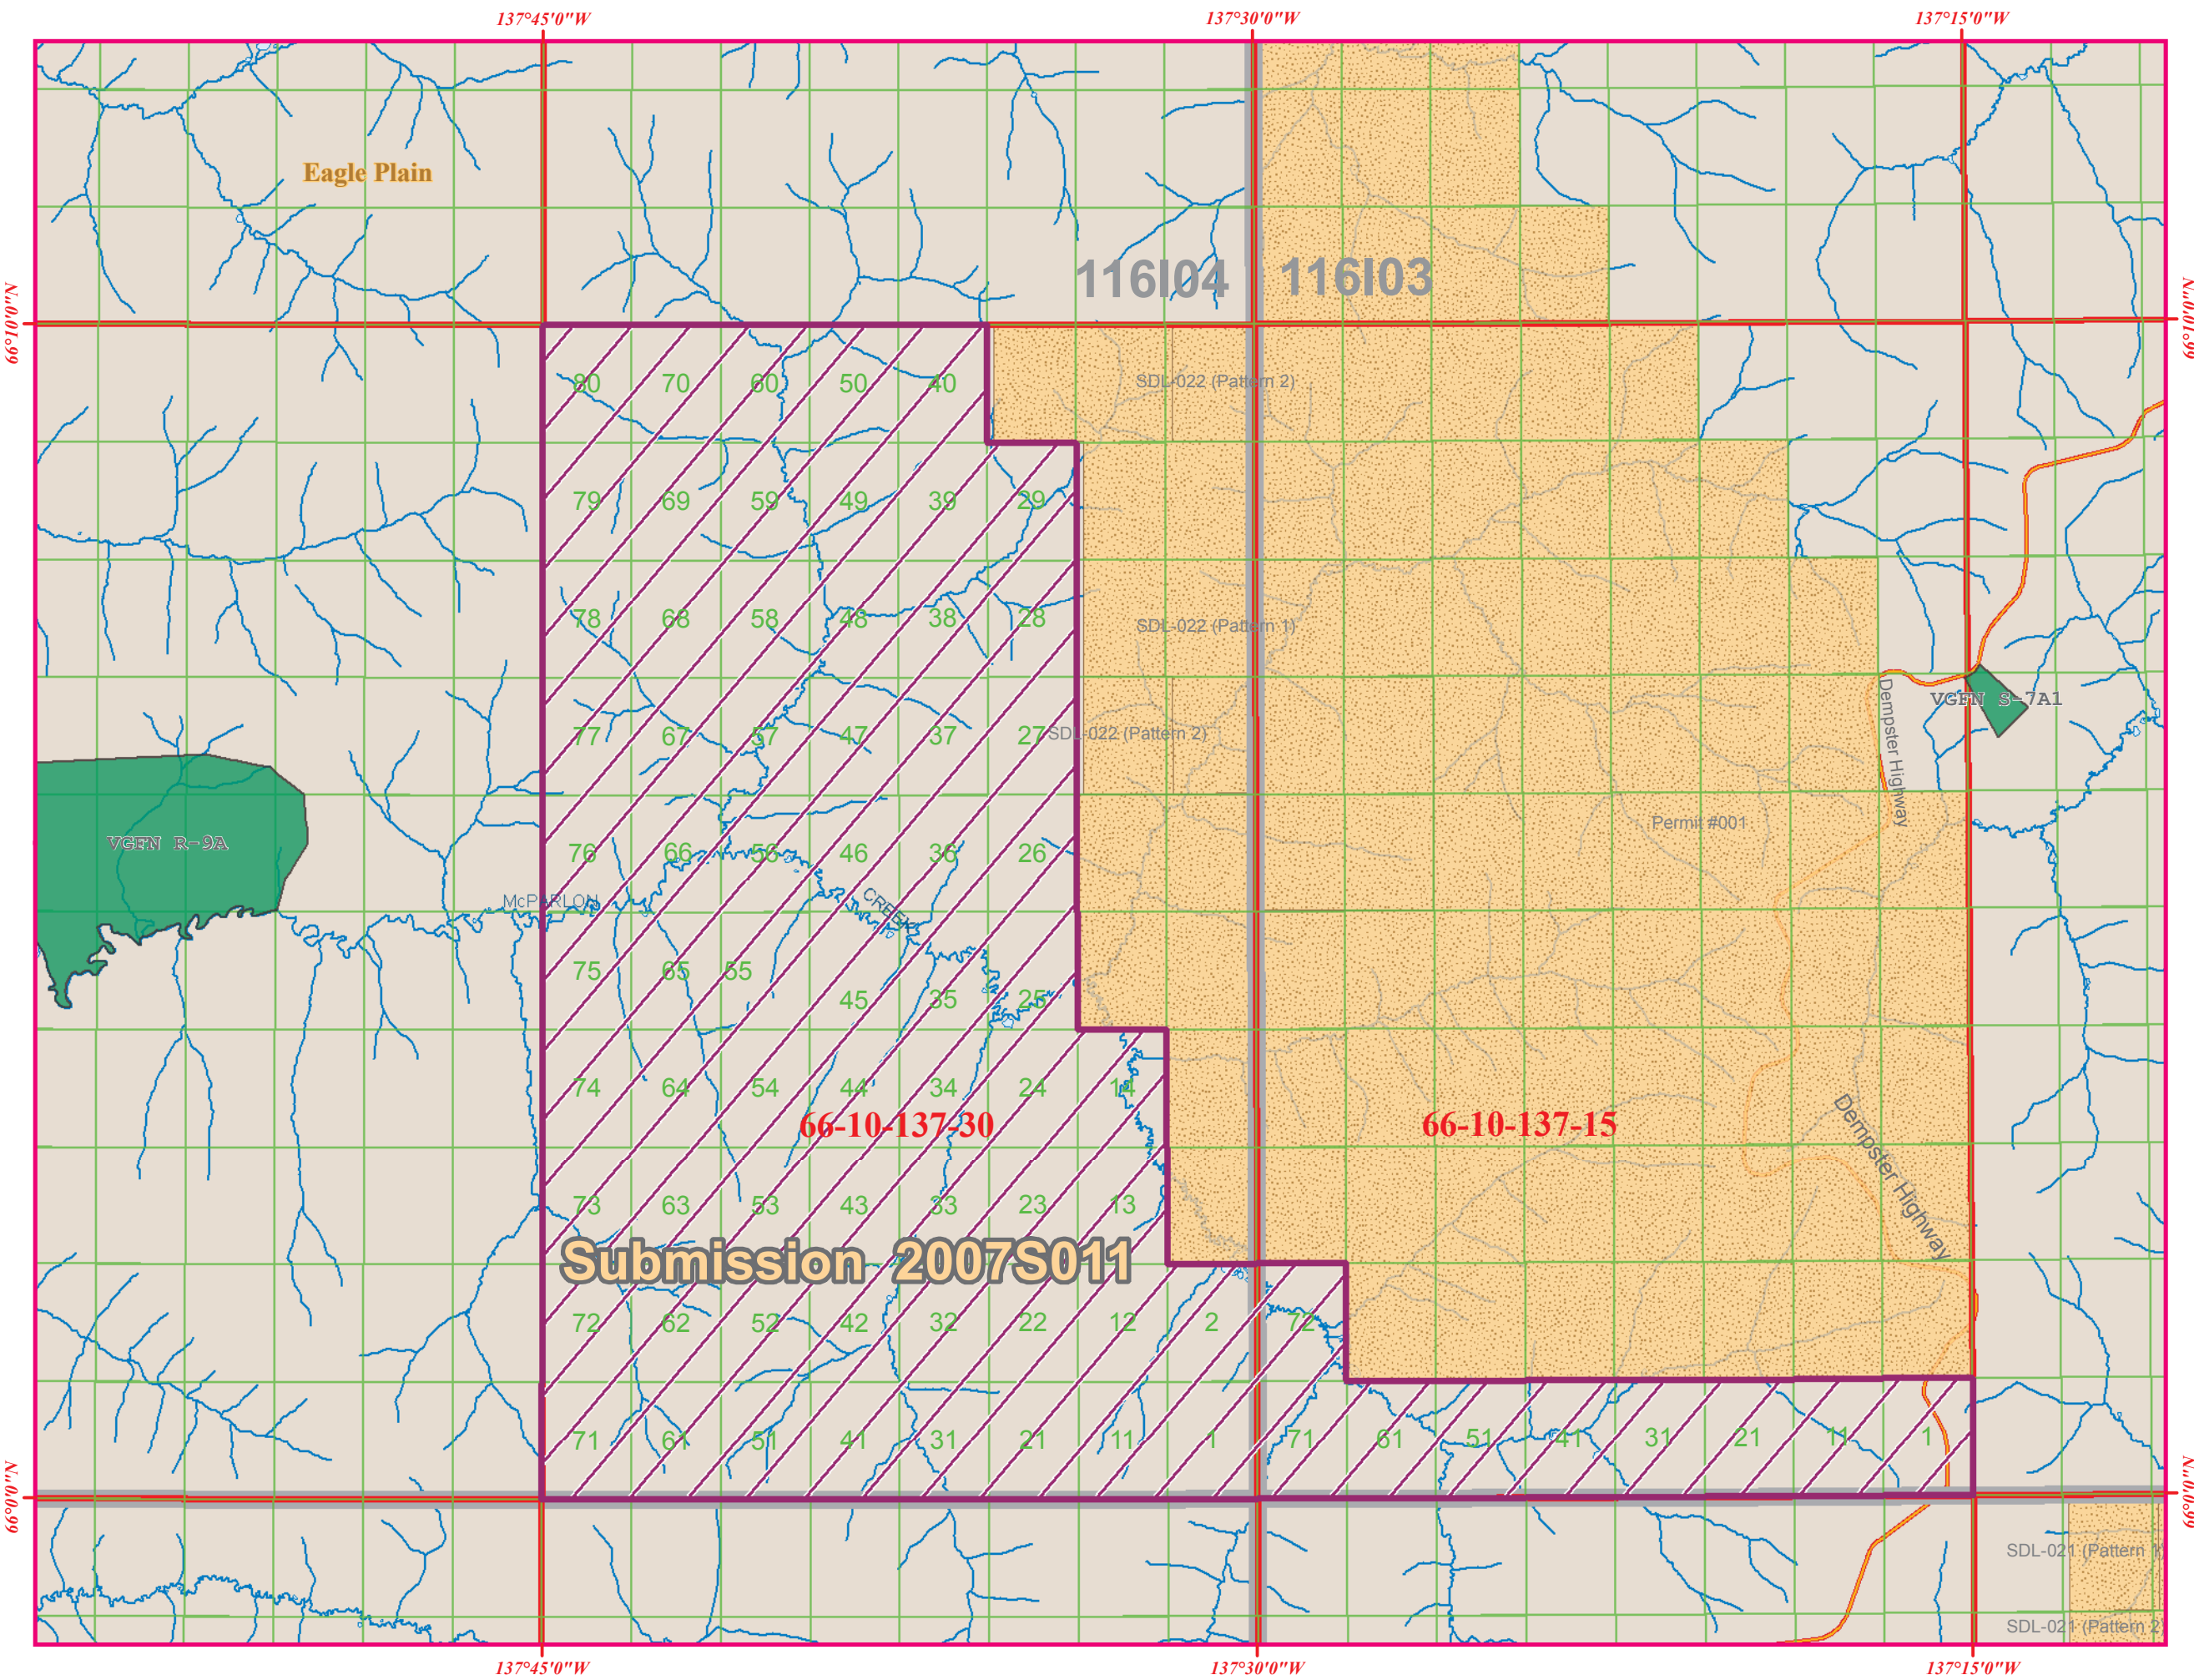 137°45'0"W 137°30'0"W 137°15'0"W
Eagle Plain
116I04 116I03
66°10'0"N 66°10'0"N
80 70 60 50 40 SDL-022 (Pattern 2)
79 69 59 49 39 29
78 68 58 48 38 28 SDL-022 (Pattern 1)
VGFN S-7A1
Dempster Highway
77 67 57 47 37 27 SDL-022 (Pattern 2)
Permit #001
VGFN R-9A
76 66 56 46 36 26
McPARLON CREEK
75 65 55
45 35 25
74 64 54 44 34 24 14
66-10-137-30 66-10-137-15
Dempster Highway
73 63 53 43 33 23 13
Submission 2007S011
72 62 52 42 32 22 12 2 72
71 61 51 41 31 21 11 1 71 61 51 41 31 21 11 1
66°0'0"N 66°0'0"N
SDL-021 (Pattern 1)
SDL-021 (Pattern 2
137°45'0"W 137°30'0"W 137°15'0"W